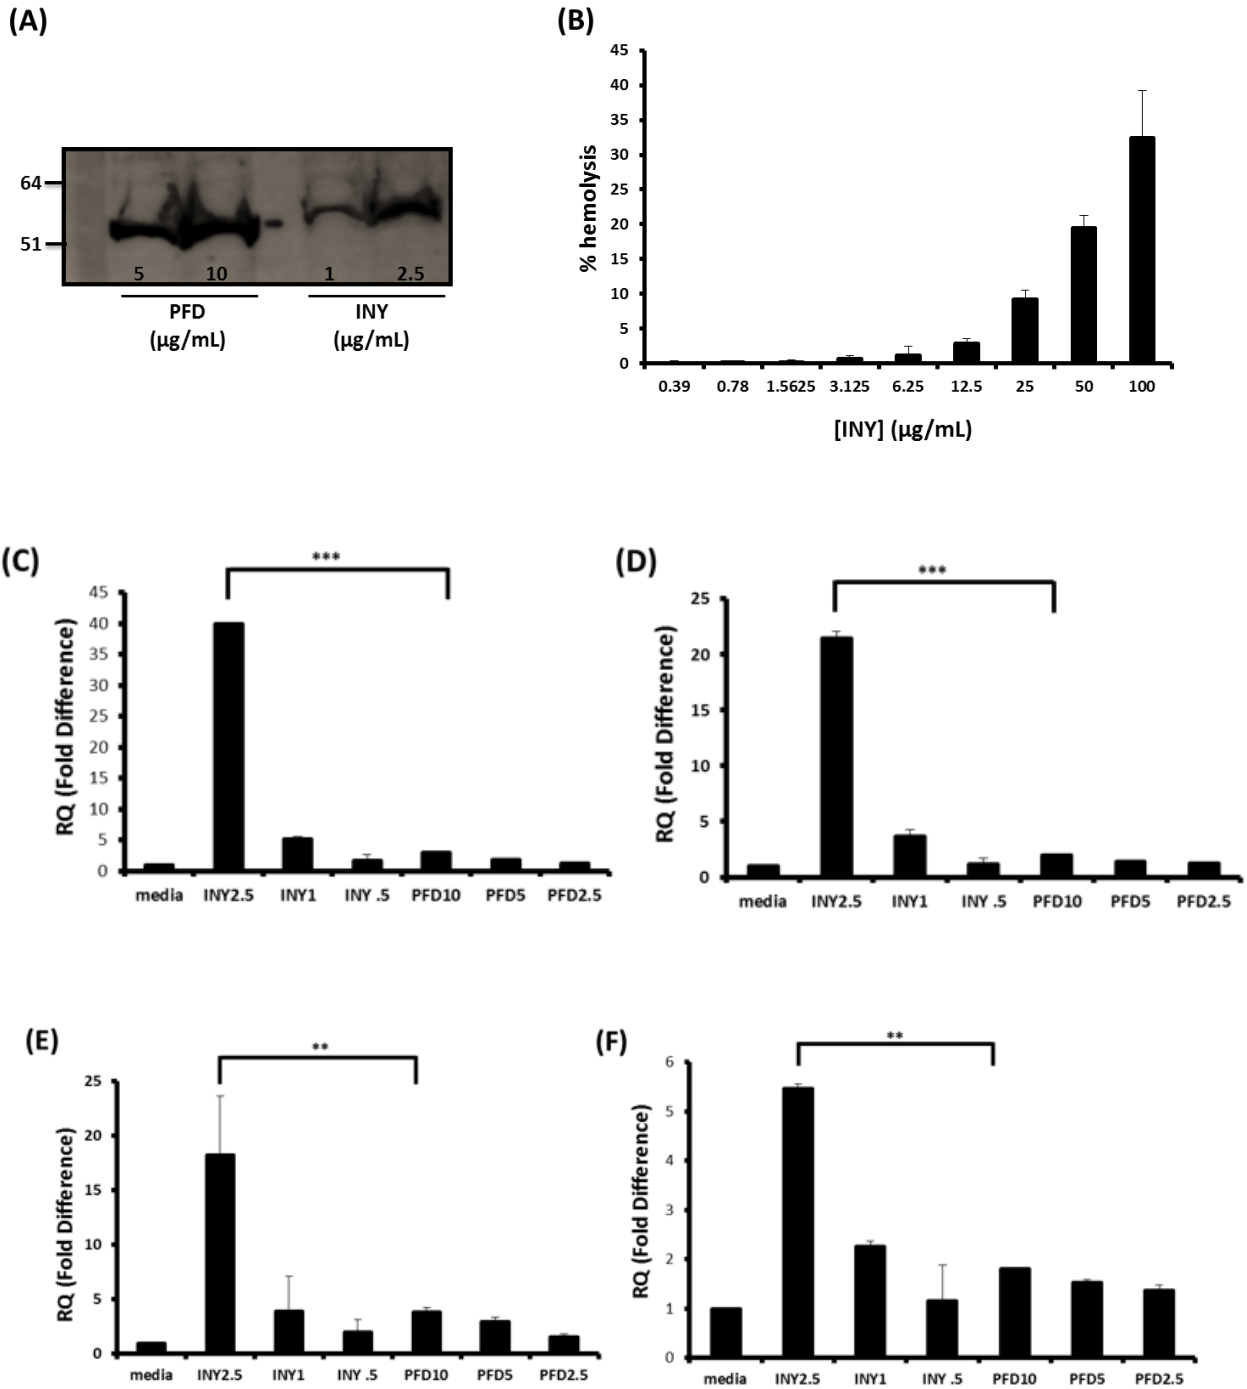 (A)
64
51
5 10 1 2.5
PFD INY
(µg/mL) (µg/mL)
(B)
45
40
35
30
25
20
15
10
5
0
% hemolysis
0.39 0.78 1.5625 3.125 6.25 12.5 25 50 100
[INY] (µg/mL)
(C)
***
45
40
35
30
25
20
15
10
5
0
RQ (Fold Difference)
media INY2.5 INY1 INY .5 PFD10 PFD5 PFD2.5
(D)
***
25
20
15
10
5
0
RQ (Fold Difference)
media INY2.5 INY1 INY .5 PFD10 PFD5 PFD2.5
(E)
**
25
20
15
10
5
0
RQ (Fold Difference)
media INY2.5 INY1 INY .5 PFD10 PFD5 PFD2.5
(F)
**
6
5
4
3
2
1
0
RQ (Fold Difference)
media INY2.5 INY1 INY .5 PFD10 PFD5 PFD2.5